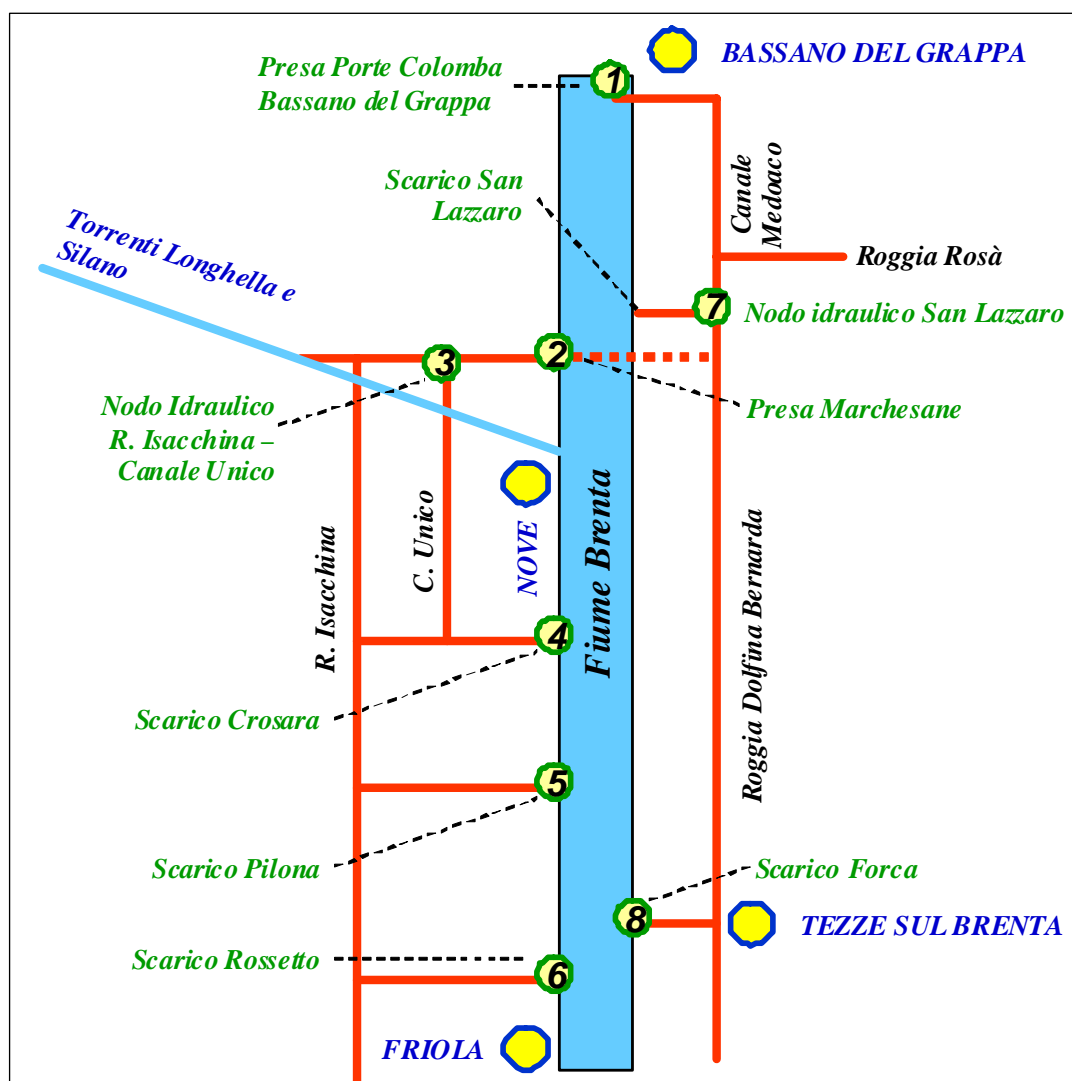 BASSANO DEL GRAPPA
Presa Porte Colomba
Bassano del Grappa
1
Scarico San
Lazzaro
Canale
Medoaco
Torrenti Longhella e
Silano
Roggia Rosà
7
Nodo idraulico San Lazzaro
2
3
Nodo Idraulico
R. Isacchina –
Canale Unico
Presa Marchesane
R. Isacchina
C. Unico
NOVE
Fiume Brenta
Roggia Dolfina Bernarda
4
Scarico Crosara
5
Scarico Pilona
Scarico Forca
8
TEZZE SUL BRENTA
Scarico Rossetto
6
FRIOLA